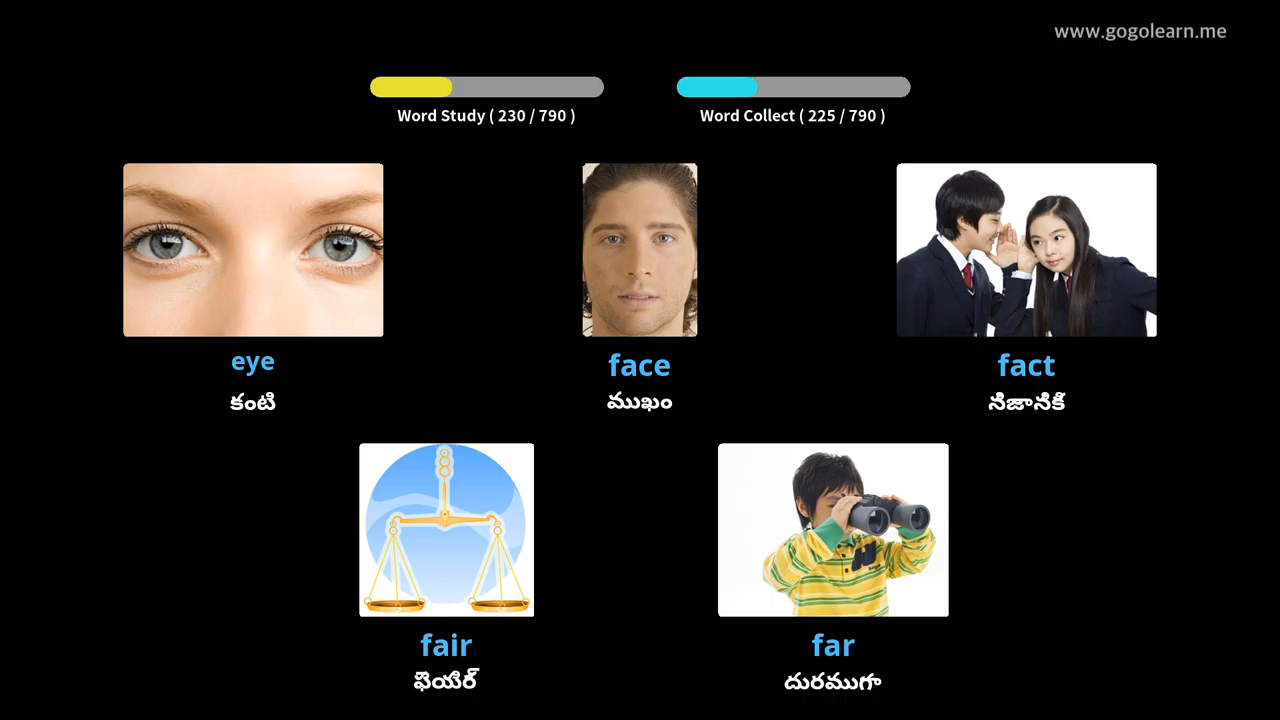 www.gogolearn.me
Word Study ( 230 / 790 )
Word Collect ( 225 / 790 )
eye
face
fact
కంటి
ముఖం
నిజానికి
fair
far
ఫెయిర్
దురముగా